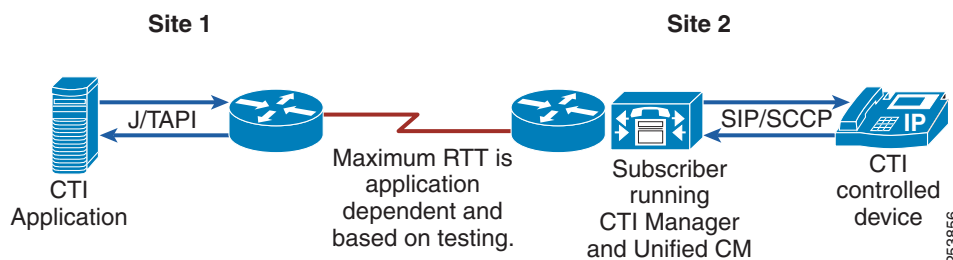 Site 1
Site 2
J/TAPI
SIP/SCCP
IP
CTI
Application
Maximum RTT is
application
dependent and
based on testing.
Subscriber
running
CTI Manager
and Unified CM
CTI
controlled
device
253856